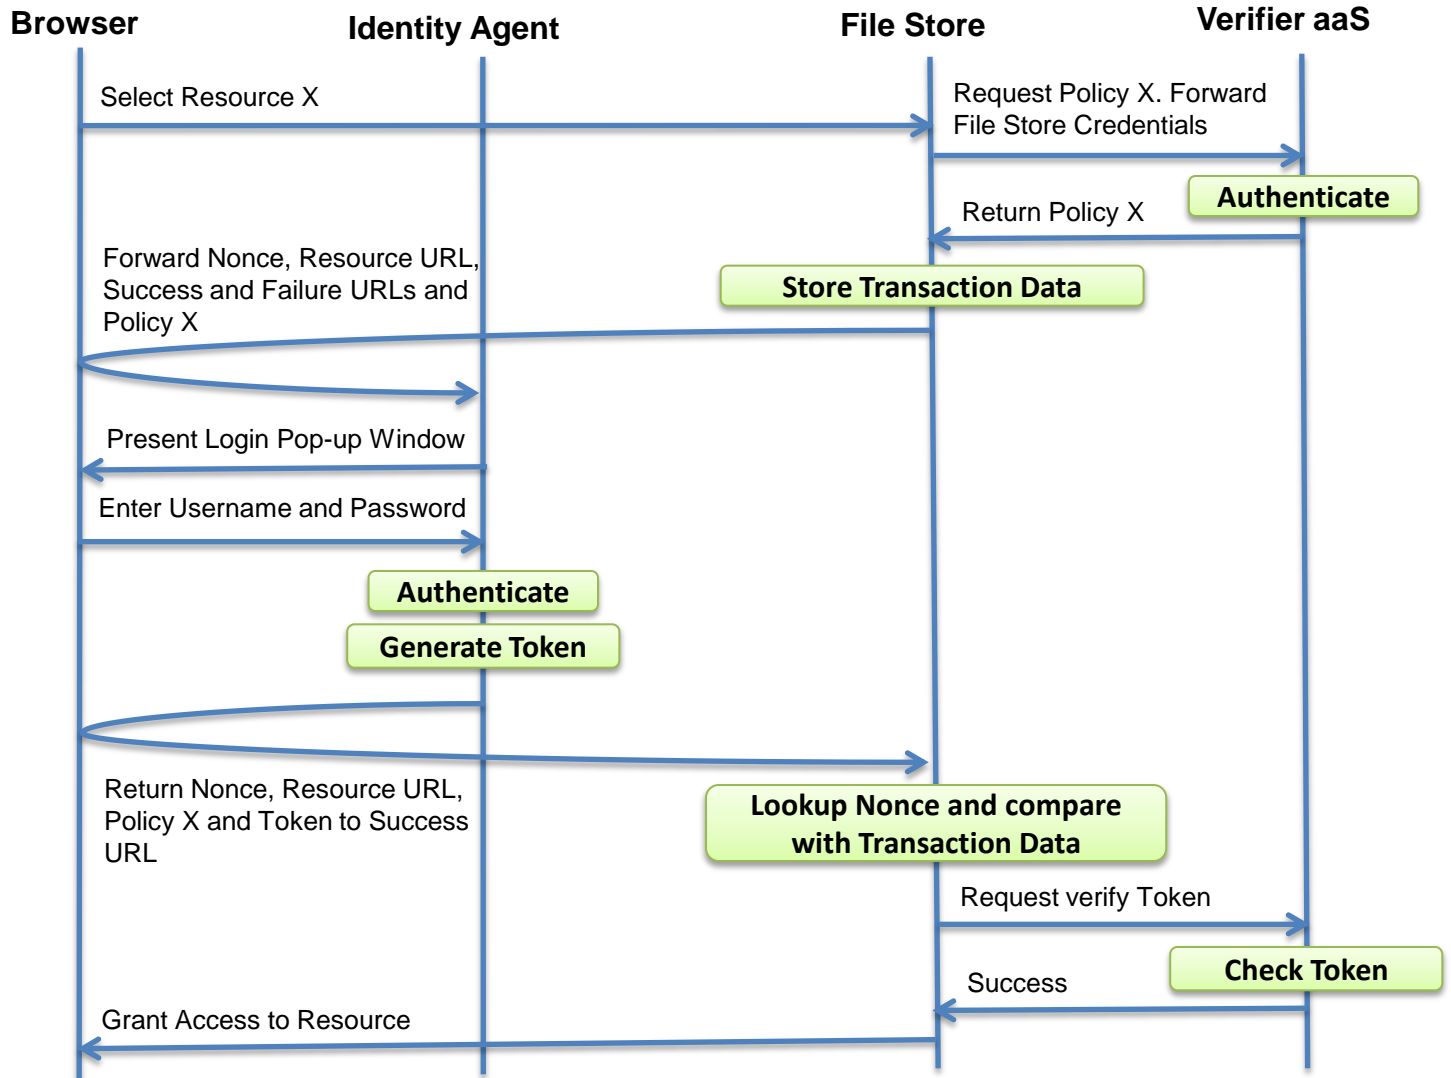 Browser
Identity Agent
File Store
Verifier aaS
Select Resource X
Request Policy X. Forward
File Store Credentials
Authenticate
Return Policy X
Forward Nonce, Resource URL,
Success and Failure URLs and
Policy X
Store Transaction Data
Present Login Pop-up Window
Enter Username and Password
Authenticate
Generate Token
Return Nonce, Resource URL,
Policy X and Token to Success
URL
Lookup Nonce and compare
with Transaction Data
Request verify Token
Check Token
Success
Grant Access to Resource